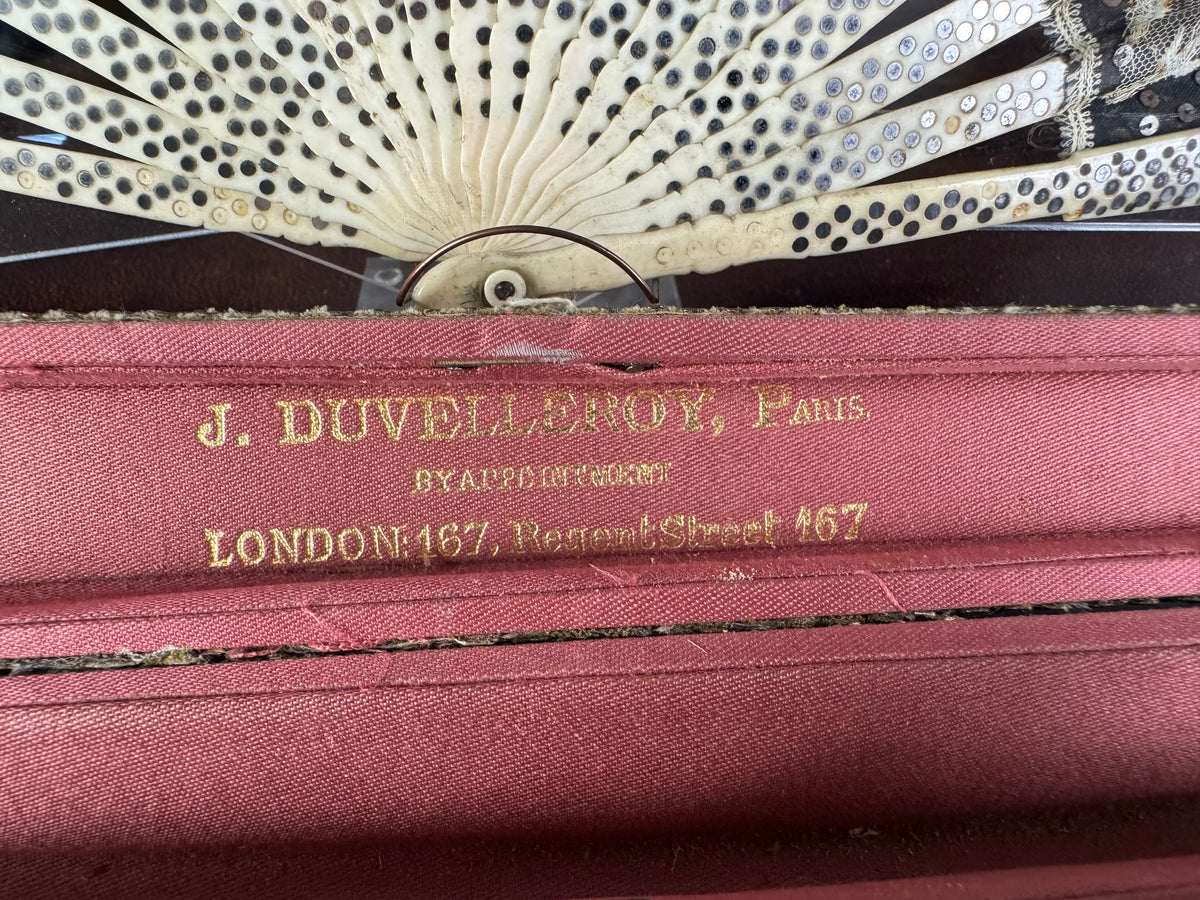 J. DUVELLEROY, PARIS.
BY APPOINTMENT
LONDON: 167, Regent Street, 167